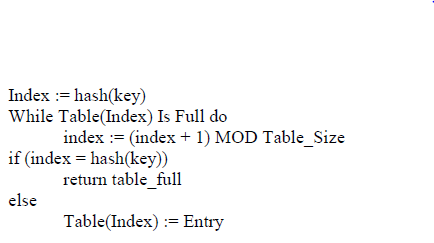 Index := hash(key)
While Table(Index) Is Full do
index := (index + 1) MOD Table_Size
if (index = hash(key))
return table_full
else
Table(Index) := Entry